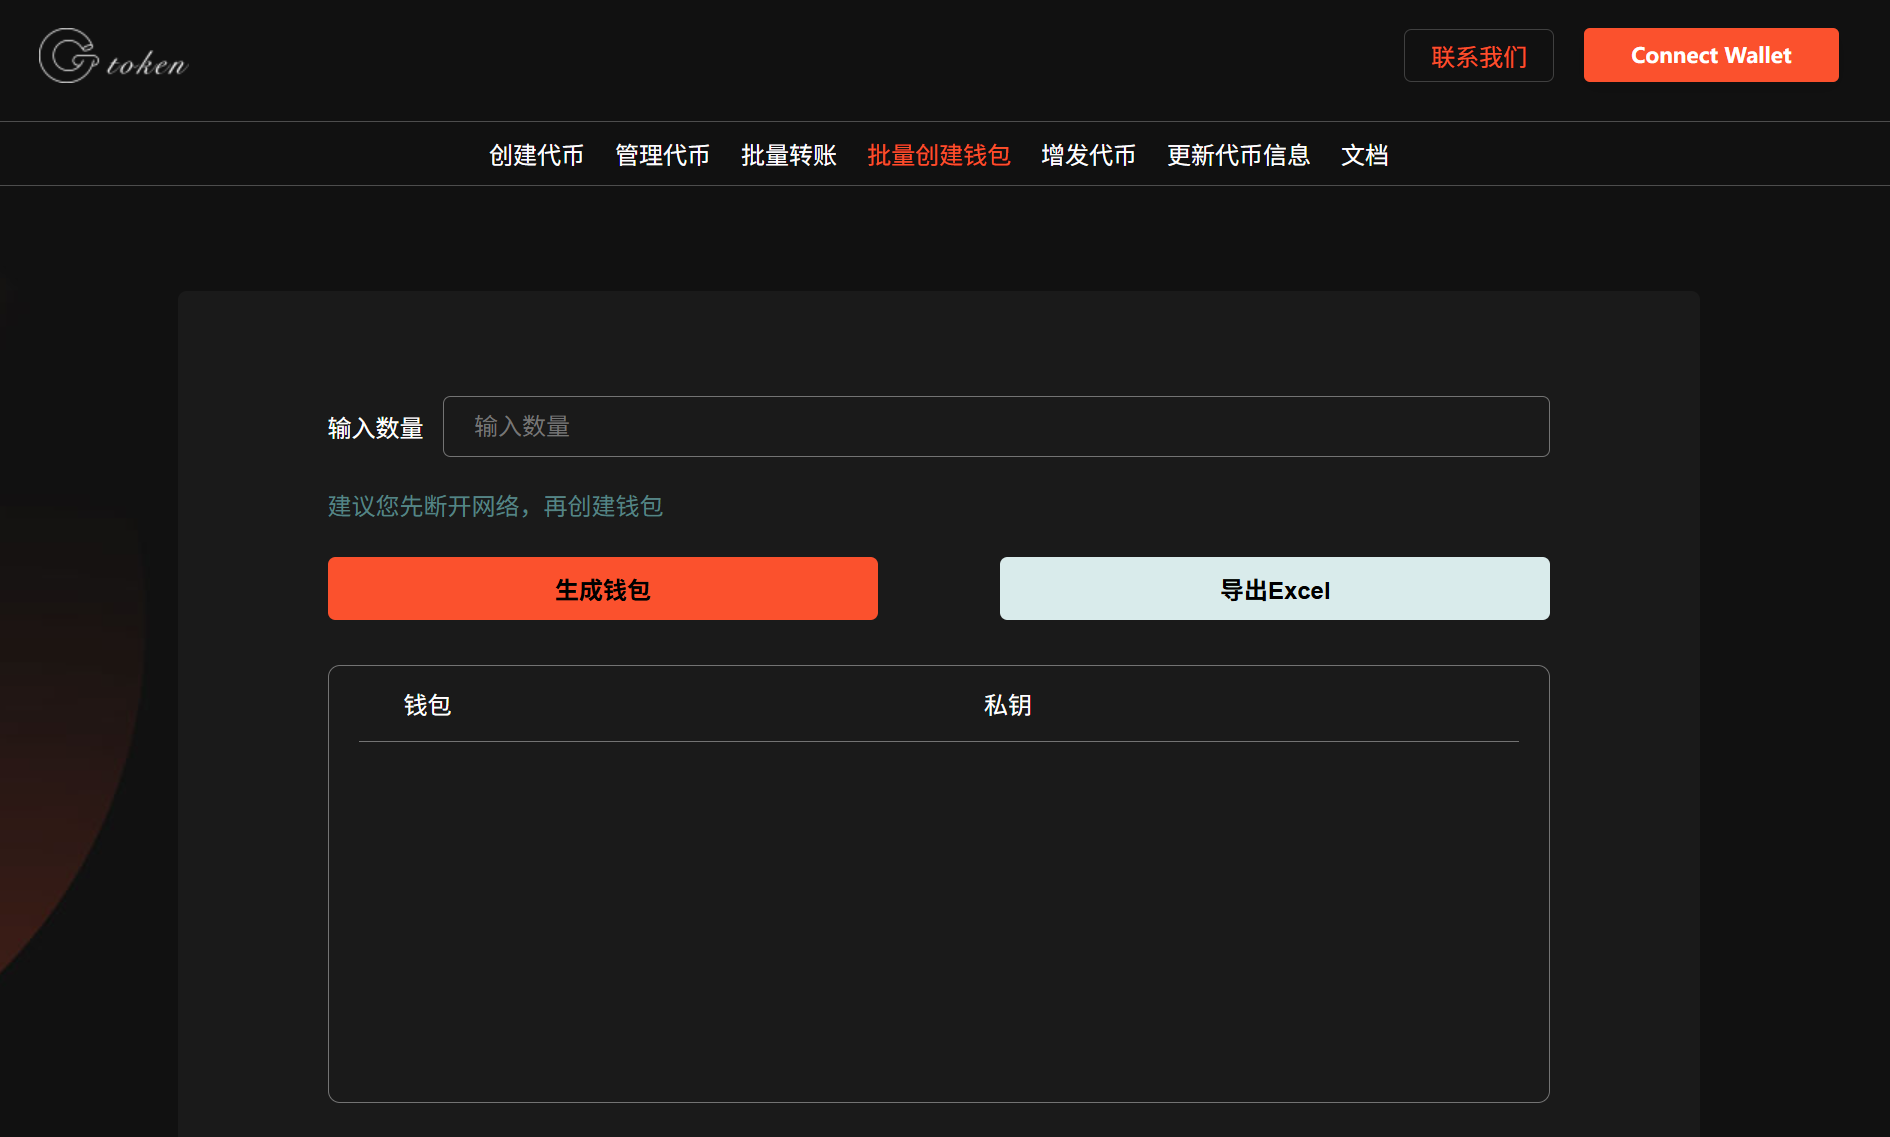 G token
联系我们
Connect Wallet
创建代币 管理代币 批量转账 批量创建钱包 增发代币 更新代币信息 文档
输入数量 输入数量
建议您先断开网络，再创建钱包
生成钱包 导出Excel
钱包 私钥